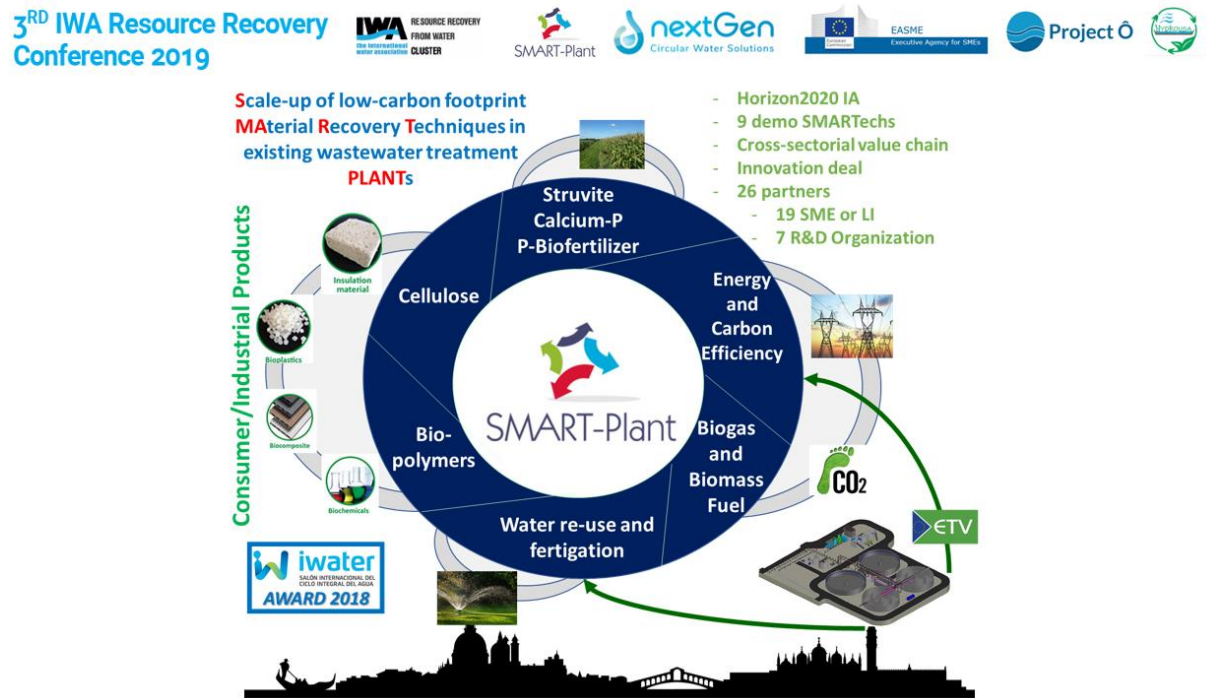 3RD IWA Resource Recovery
Conference 2019
IWA
the international
water association
RESOURCE RECOVERY
FROM WATER
CLUSTER
SMART-Plant
nextGen
Circular Water Solutions
European
Commission
EASME
Executive Agency for SMEs
Project Ô
Scale-up of low-carbon footprint
MAterial Recovery Techniques in
existing wastewater treatment
PLANTs
- Horizon2020 IA
- 9 demo SMARTechs
- Cross-sectorial value chain
- Innovation deal
- 26 partners
- 19 SME or LI
- 7 R&D Organization
Consumer/Industrial Products
Struvite
Calcium-P
P-Biofertilizer
Insulation
material
Cellulose
Energy
and
Carbon
Efficiency
Bioplastics
SMART-Plant
Biocomposite
Bio-
polymers
Biogas
and
Biomass
Fuel
CO2
Biochemicals
Water re-use and
fertigation
ETV
iwater
SALÓN INTERNACIONAL DEL
CICLO INTEGRAL DEL AGUA
AWARD 2018